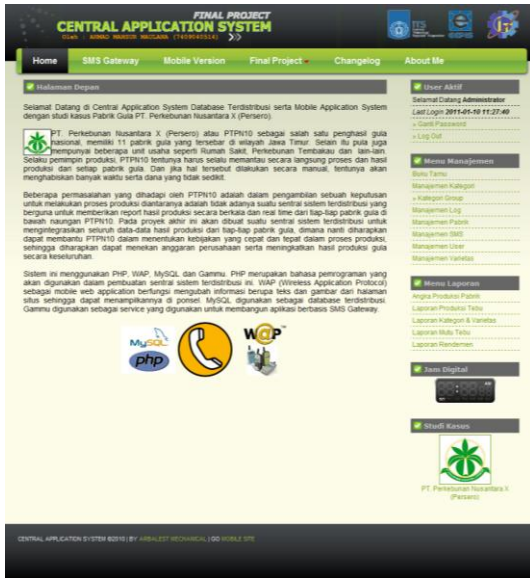 FINAL PROJECT
CENTRAL APPLICATION SYSTEM
Oleh : AHMAD MANSUR MAULANA (7409040514)
ITS
EEPIS
IT
Home SMS Gateway Mobile Version Final Project Changelog About Me
Halaman Depan
Selamat Datang di Central Application System Database Terdistribusi serta Mobile Application System
dengan studi kasus Pabrik Gula PT. Perkebunan Nusantara X (Persero).
PT. Perkebunan Nusantara X (Persero) atau PTPN10 sebagai salah satu penghasil gula
nasional, memiliki 11 pabrik gula yang tersebar di wilayah Jawa Timur. Selain itu pula juga
mempunyai beberapa unit usaha seperti Rumah Sakit, Perkebunan Tembakau dan lain-lain.
Selaku pemimpin produksi, PTPN10 tentunya harus selalu memantau secara langsung proses dan hasil
produksi dari setiap pabrik gula. Dan jika hal tersebut dilakukan secara manual, tentunya akan
menghabiskan banyak waktu serta dana yang tidak sedikit.
Beberapa permasalahan yang dihadapi oleh PTPN10 adalah dalam pengambilan sebuah keputusan
untuk melakukan proses produksi diantaranya adalah tidak adanya suatu sentral sistem terdistribusi yang
berguna untuk memberikan report hasil produksi secara berkala dan real time dari tiap-tiap pabrik gula di
bawah naungan PTPN10. Pada proyek akhir ini akan dibuat suatu sentral sistem terdistribusi untuk
mengintegrasikan seluruh data-data hasil produksi dari tiap-tiap pabrik gula, dimana nanti diharapkan
dapat membantu PTPN10 dalam menentukan kebijakan yang cepat dan tepat dalam proses produksi,
sehingga diharapkan dapat menekan anggaran perusahaan serta meningkatkan hasil produksi gula
secara keseluruhan.
Sistem ini menggunakan PHP, WAP, MySQL dan Gammu. PHP merupakan bahasa pemrograman yang
akan digunakan dalam pembuatan sentral sistem terdistribusi ini. WAP (Wireless Application Protocol)
sebagai mobile web application berfungsi mengubah informasi berupa teks dan gambar dari halaman
situs sehingga dapat menampilkannya di ponsel. MySQL digunakan sebagai database terdistribusi.
Gammu digunakan sebagai service yang digunakan untuk membangun aplikasi berbasis SMS Gateway.
MySQL
php
W@P
User Aktif
Selamat Datang Administrator
Last Login 2011-01-10 11:27:40
» Ganti Password
» Log Out
Menu Manajemen
Buku Tamu
Manajemen Kategori
» Kategori Group
Manajemen Log
Manajemen Pabrik
Manajemen SMS
Manajemen User
Manajemen Varietas
Menu Laporan
Angka Produksi Pabrik
Laporan Produksi Tebu
Laporan Kategori & Varietas
Laporan Mutu Tebu
Laporan Rendemen
Jam Digital
Studi Kasus
PT. Perkebunan Nusantara X
(Persero)
CENTRAL APPLICATION SYSTEM ©2010 | BY ARBALEST MECHANICAL | GO MOBILE SITE